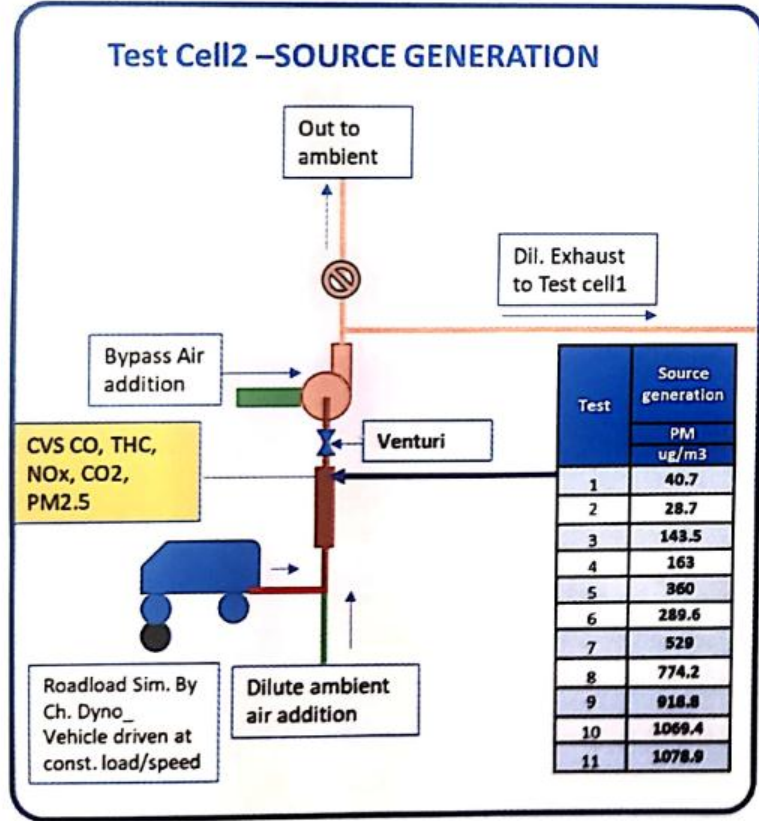 Test Cell2 –SOURCE GENERATION
Out to
ambient
Dil. Exhaust
to Test cell1
Bypass Air
addition
Venturi
CVS CO, THC,
NOx, CO2,
PM2.5
Roadload Sim. By
Ch. Dyno_
Vehicle driven at
const. load/speed
Dilute ambient
air addition
Test Source
generation
PM
ug/m3
1 40.7
2 28.7
3 143.5
4 163
5 360
6 289.6
7 529
8 774.2
9 918.8
10 1069.4
11 1078.9